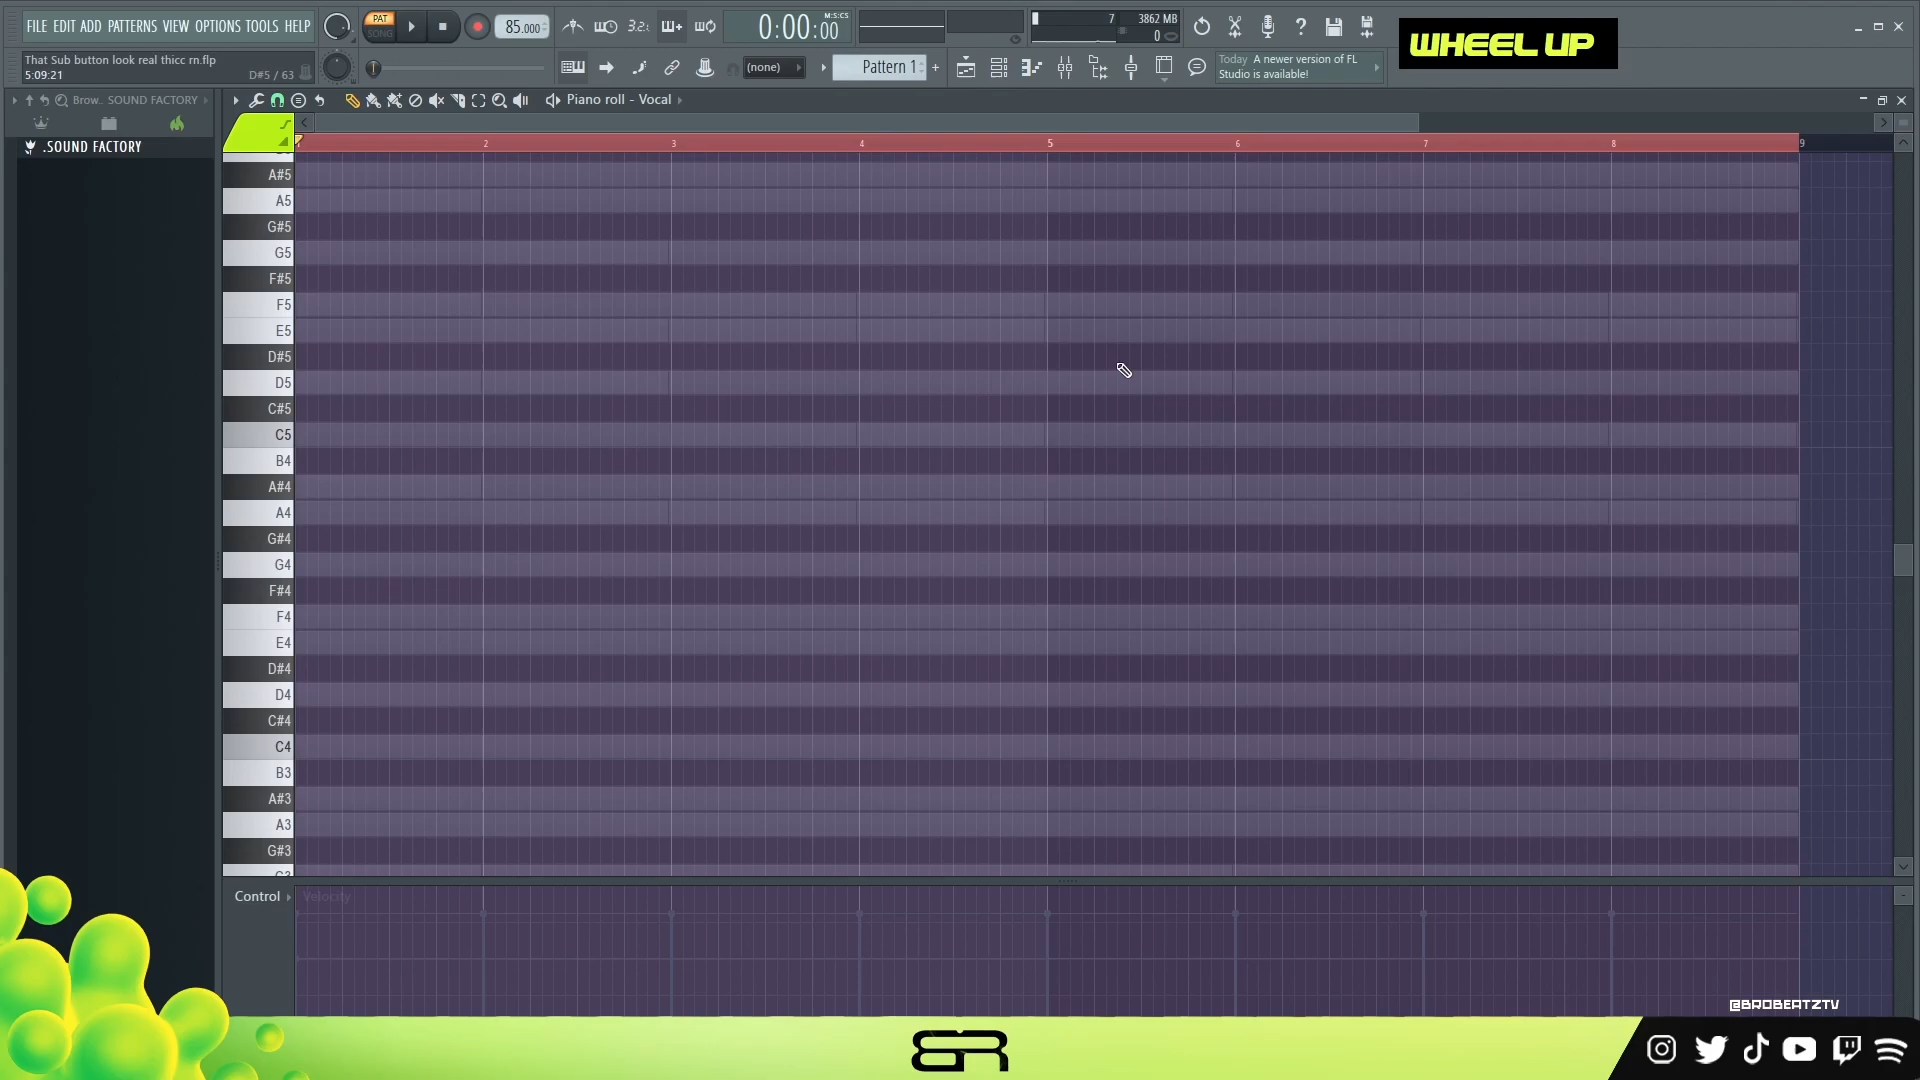 FILE EDIT ADD PATTERNS VIEW OPTIONS TOOLS HELP
PAT
SONG
85.000
3.2.
0:00:00
M:S:CS
7
3862 MB
0
WHEEL UP
That Sub button look real thicc rn.flp
5:09:21
D#5 / 63
(none)
Pattern 1
Today A newer version of FL
Studio is available!
Brow.. SOUND FACTORY
Piano roll - Vocal
.SOUND FACTORY
2 3 4 5 6 7 8 9
A#5
A5
G#5
G5
F#5
F5
E5
D#5
D5
C#5
C5
B4
A#4
A4
G#4
G4
F#4
F4
E4
D#4
D4
C#4
C4
B3
A#3
A3
G#3
G3
Control
Velocity
@BROBEATZTV
BR